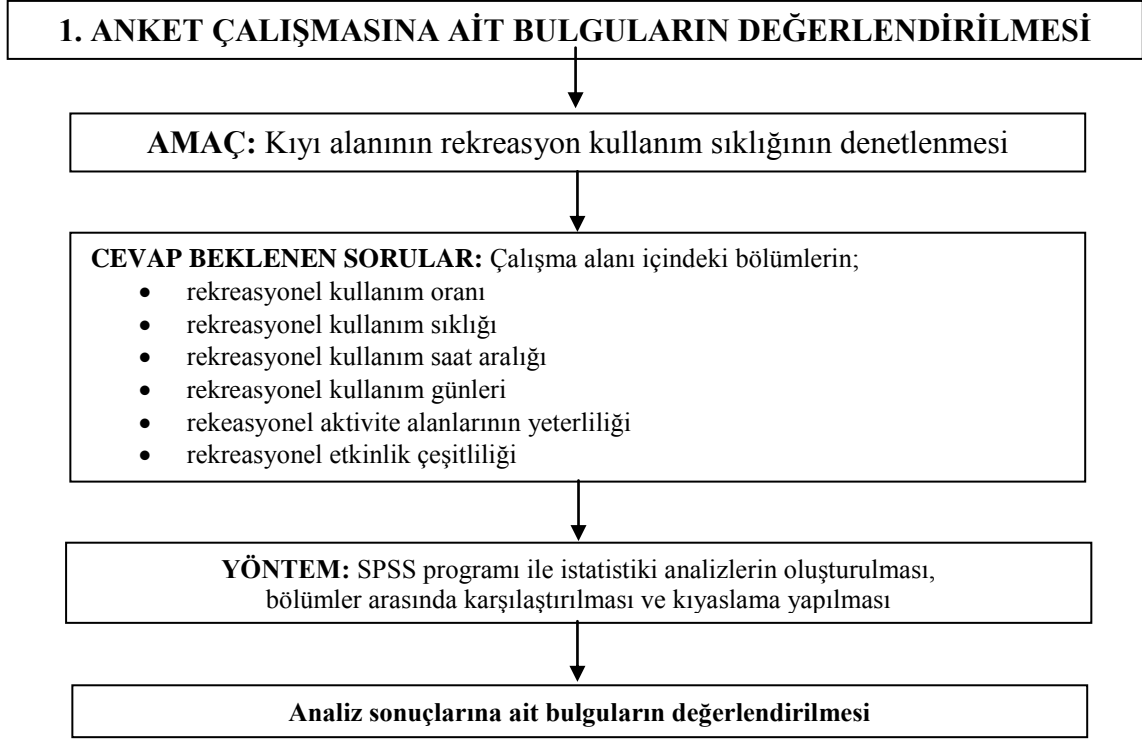 1. ANKET ÇALIŞMASINA AİT BULGULARIN DEĞERLENDİRİLMESİ
AMAÇ: Kıyı alanının rekreasyon kullanım sıklığının denetlenmesi
CEVAP BEKLENEN SORULAR: Çalışma alanı içindeki bölümlerin;
• rekreasyonel kullanım oranı
• rekreasyonel kullanım sıklığı
• rekreasyonel kullanım saat aralığı
• rekreasyonel kullanım günleri
• rekeasyonel aktivite alanlarının yeterliliği
• rekreasyonel etkinlik çeşitliliği
YÖNTEM: SPSS programı ile istatistiki analizlerin oluşturulması,
bölümler arasında karşılaştırılması ve kıyaslama yapılması
Analiz sonuçlarına ait bulguların değerlendirilmesi